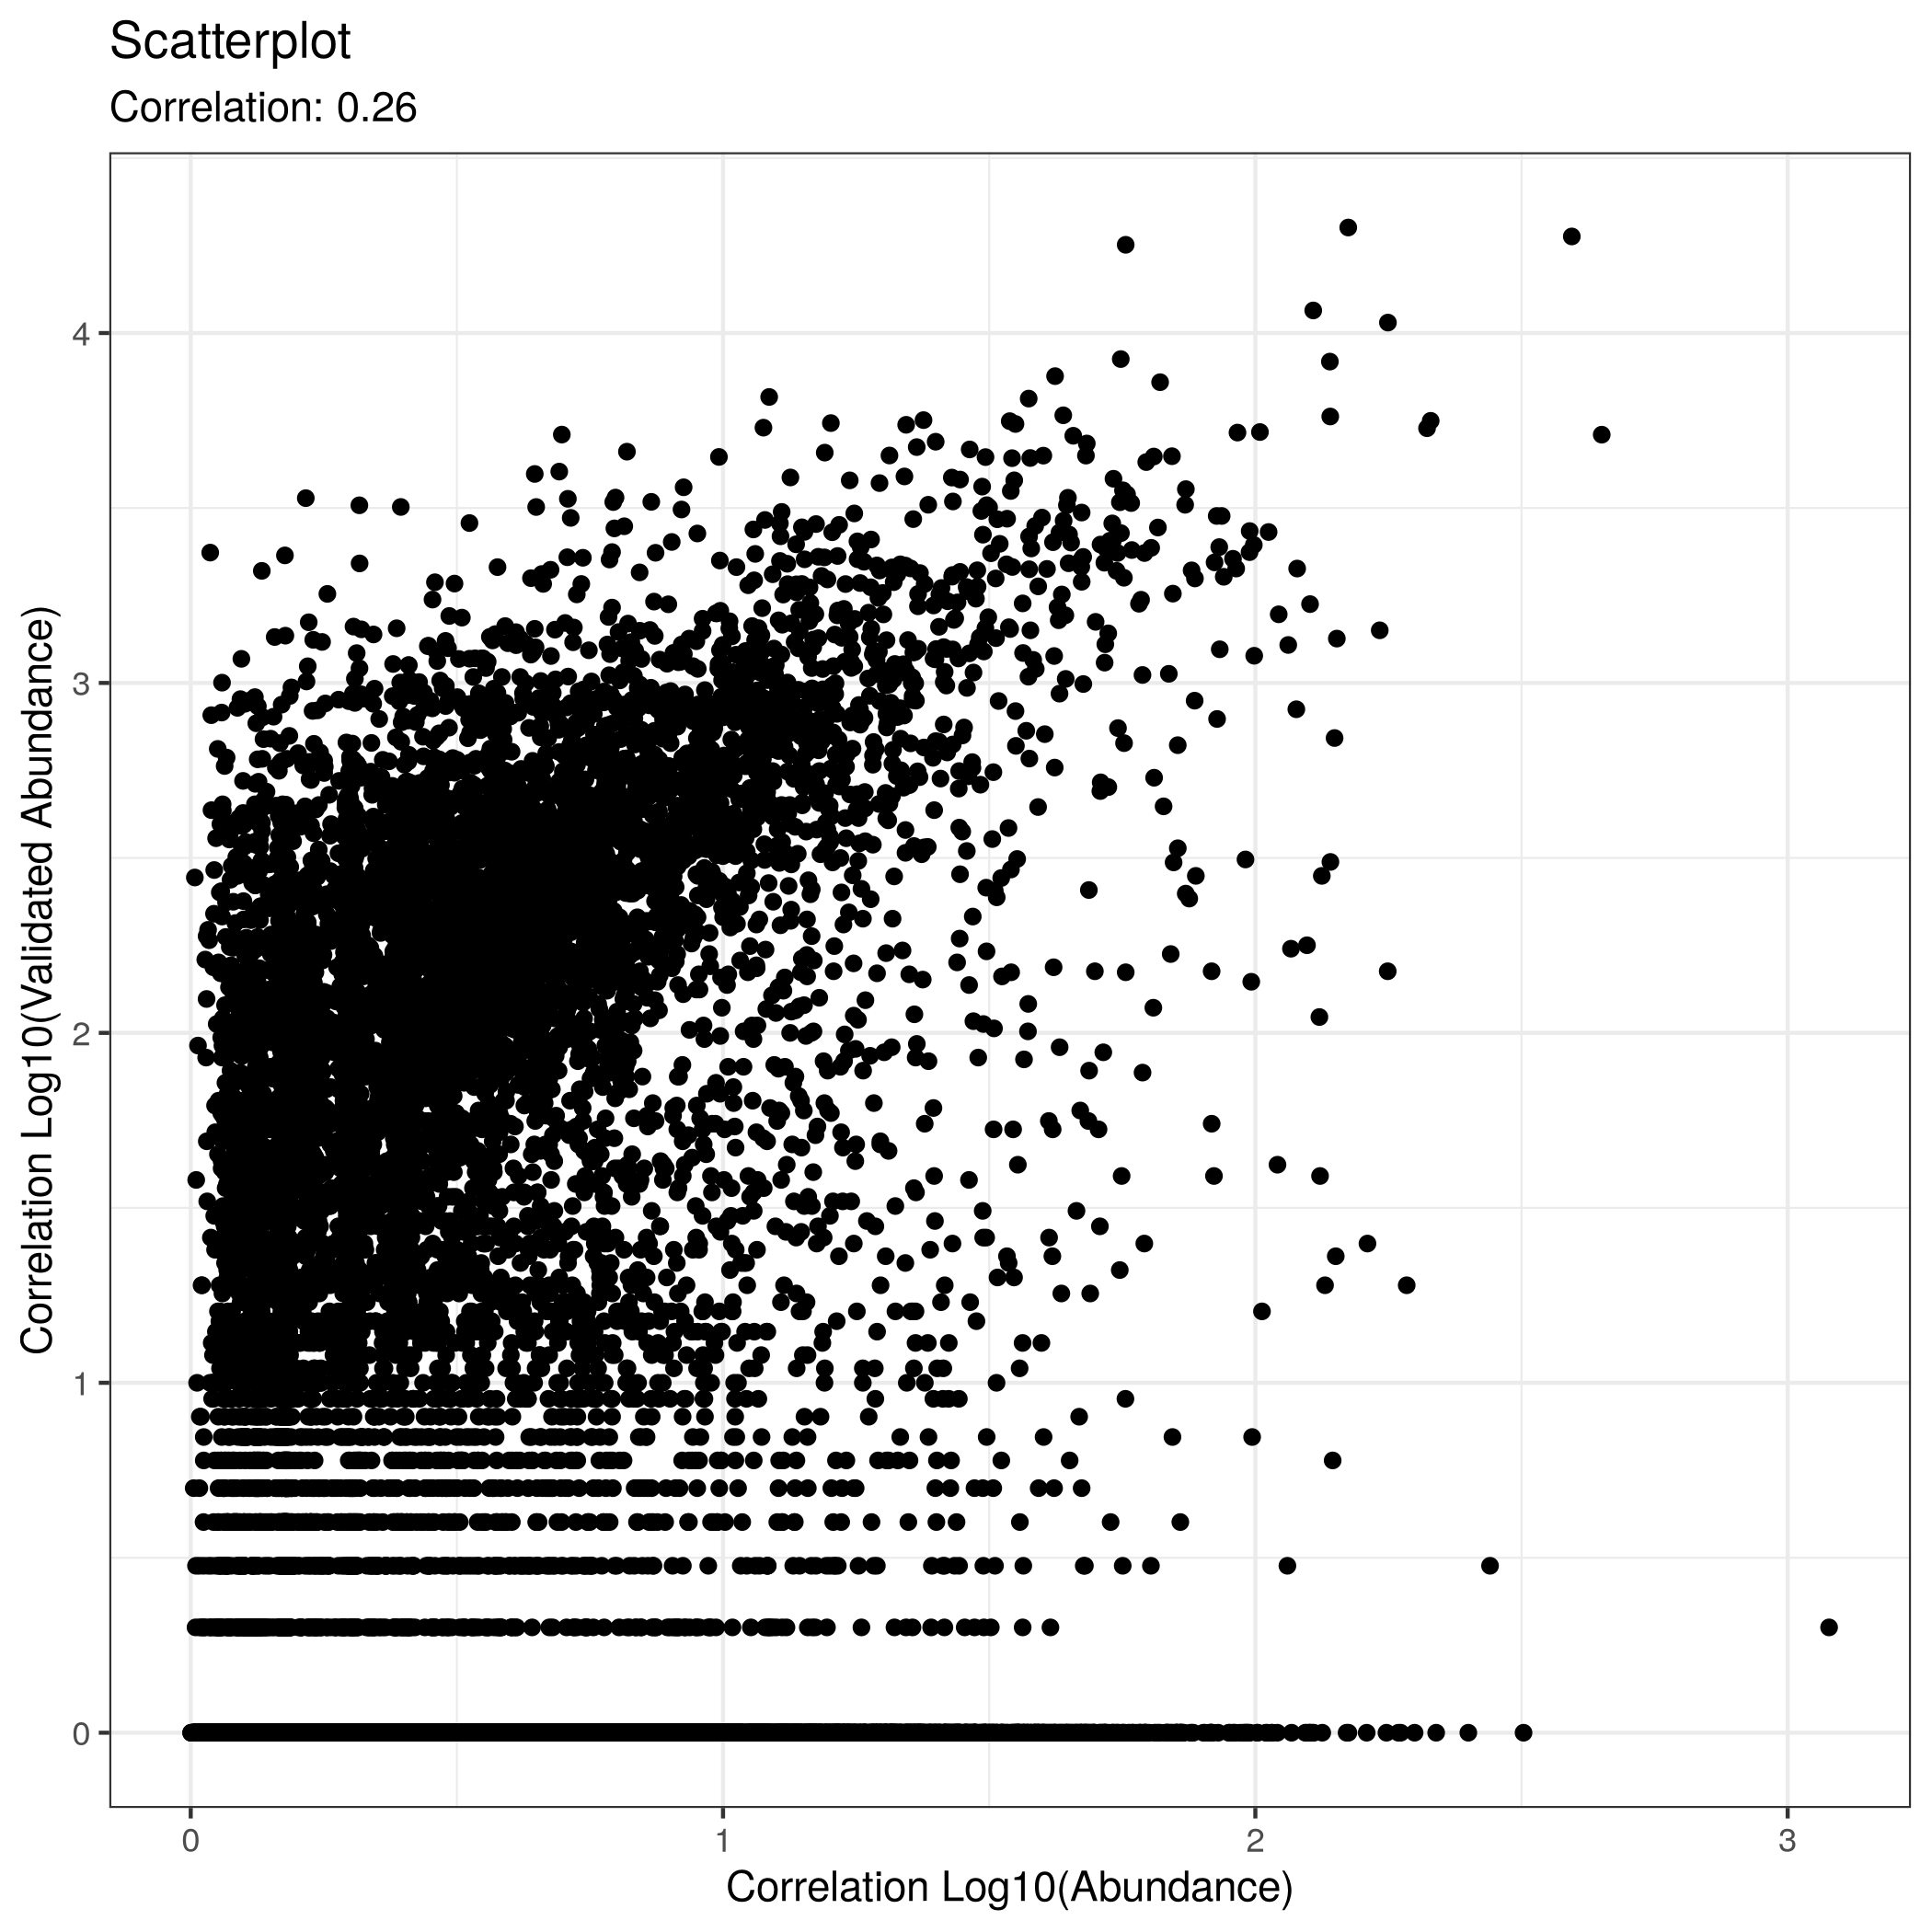 Scatterplot
Correlation: 0.26
Correlation Log10(Validated Abundance)
4
3
2
1
0
0
1
2
3
Correlation Log10(Abundance)